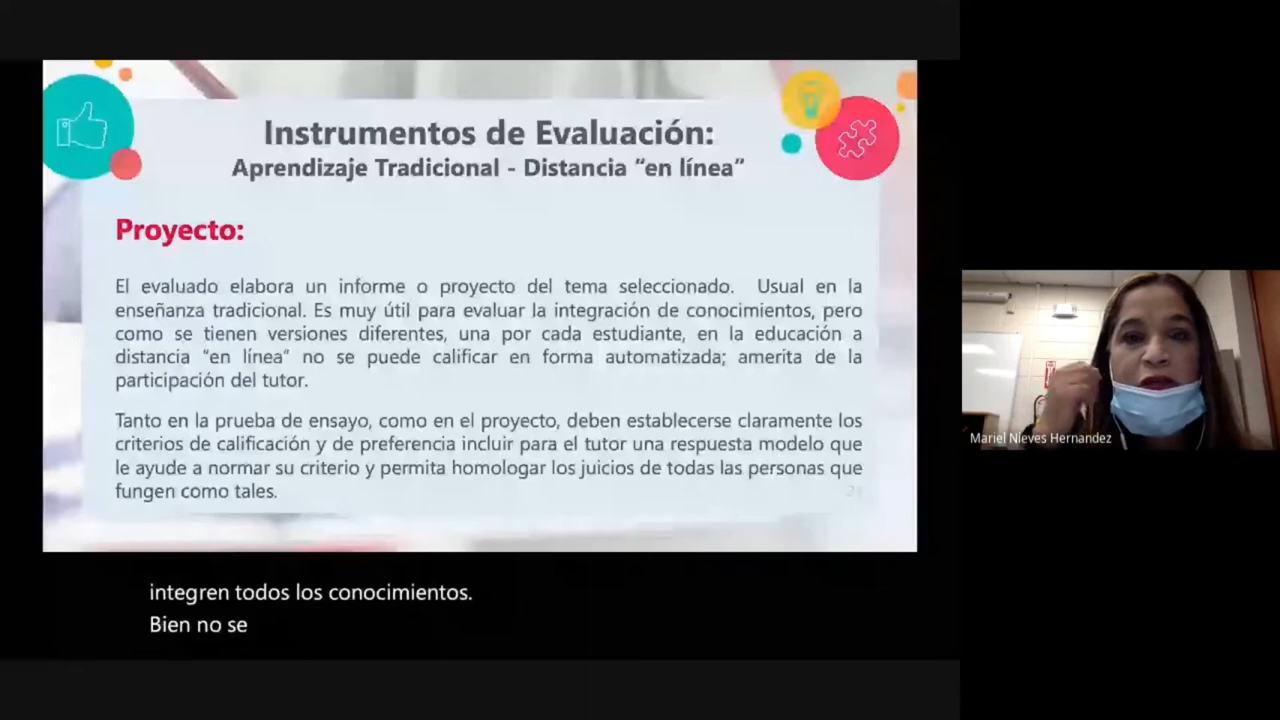 Instrumentos de Evaluación:
Aprendizaje Tradicional - Distancia “en línea”
Proyecto:
El evaluado elabora un informe o proyecto del tema seleccionado. Usual en la
enseñanza tradicional. Es muy útil para evaluar la integración de conocimientos, pero
como se tienen versiones diferentes, una por cada estudiante, en la educación a
distancia “en línea” no se puede calificar en forma automatizada; amerita de la
participación del tutor.
Tanto en la prueba de ensayo, como en el proyecto, deben establecerse claramente los
criterios de calificación y de preferencia incluir para el tutor una respuesta modelo que
le ayude a normar su criterio y permita homologar los juicios de todas las personas que
fungen como tales.
Mariel Nieves Hernandez
integren todos los conocimientos.
Bien no se